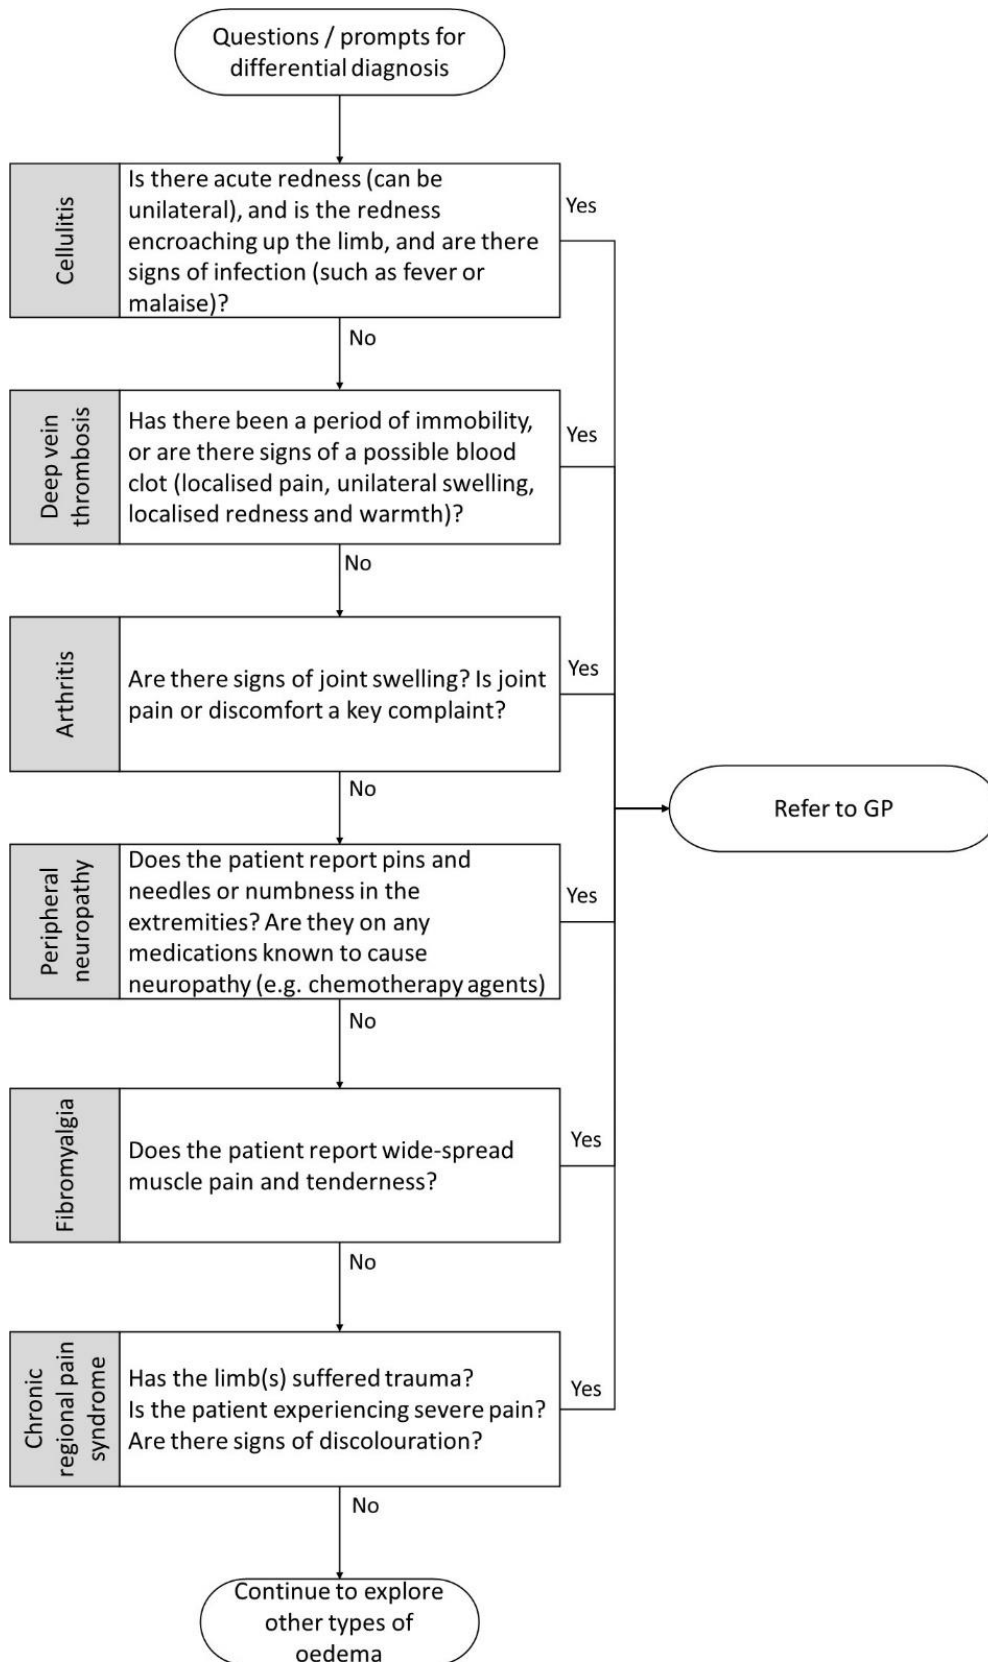 Questions / prompts for
differential diagnosis
Cellulitis
Is there acute redness (can be
unilateral), and is the redness
encroaching up the limb, and are there
signs of infection (such as fever or
malaise)?
Yes
No
Deep vein
thrombosis
Has there been a period of immobility,
or are there signs of a possible blood
clot (localised pain, unilateral swelling,
localised redness and warmth)?
Yes
No
Arthritis
Are there signs of joint swelling? Is joint
pain or discomfort a key complaint?
Yes
No
Refer to GP
Peripheral
neuropathy
Does the patient report pins and
needles or numbness in the
extremities? Are they on any
medications known to cause
neuropathy (e.g. chemotherapy agents)
Yes
No
Fibromyalgia
Does the patient report wide-spread
muscle pain and tenderness?
Yes
No
Chronic
regional pain
syndrome
Has the limb(s) suffered trauma?
Is the patient experiencing severe pain?
Are there signs of discolouration?
Yes
No
Continue to explore
other types of
oedema